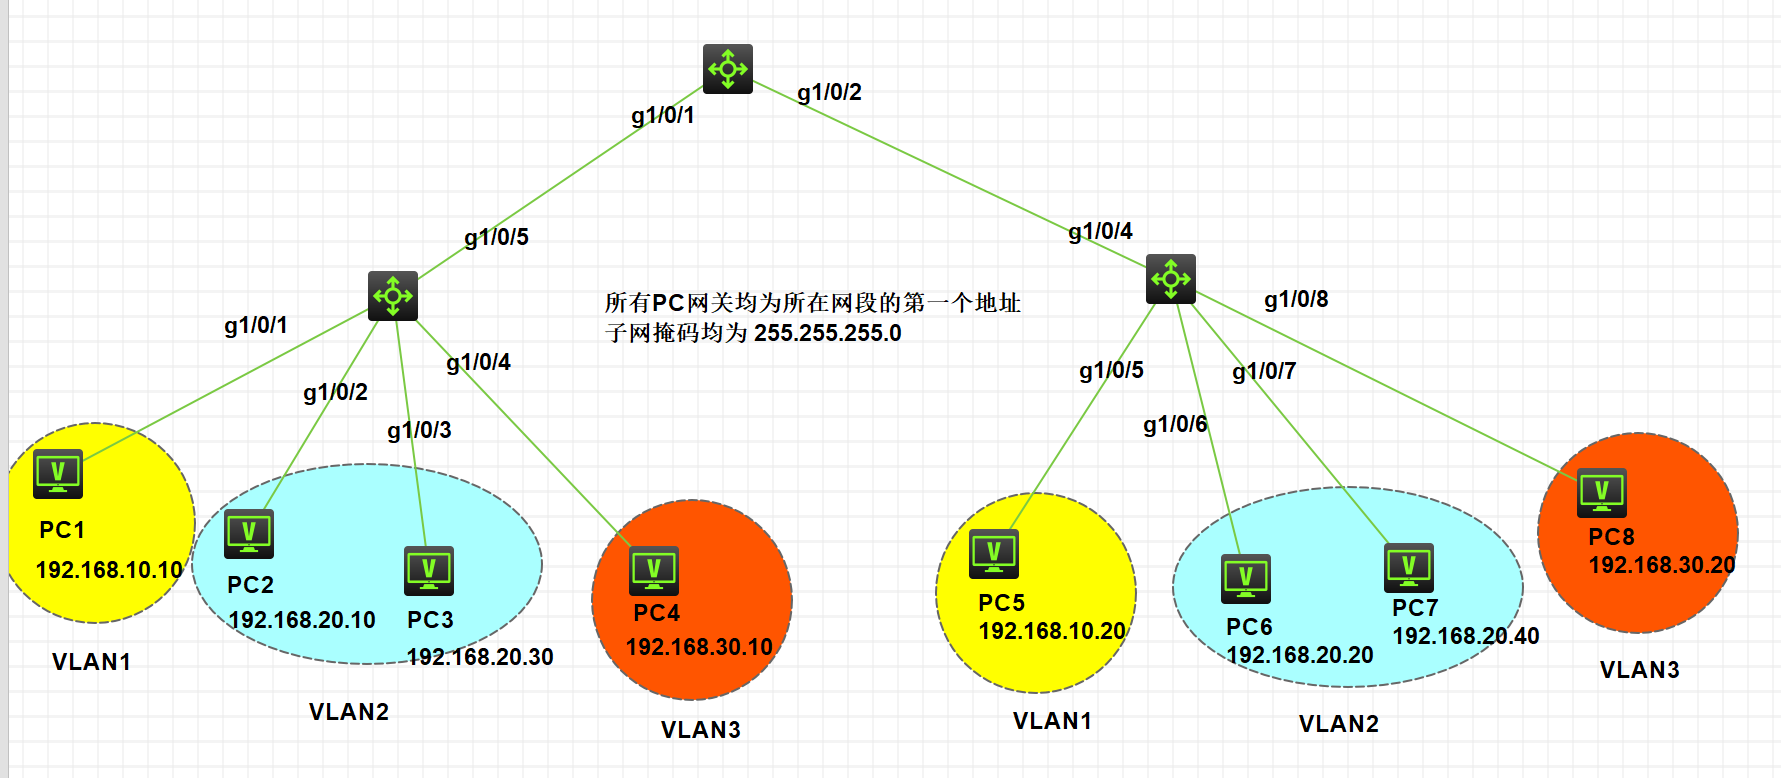 g1/0/2
g1/0/1
g1/0/5
g1/0/4
所有PC网关均为所在网段的第一个地址
子网掩码均为 255.255.255.0
g1/0/1
g1/0/2
g1/0/3
g1/0/4
g1/0/8
g1/0/5
g1/0/7
g1/0/6
PC1
192.168.10.10
VLAN1
PC2
192.168.20.10
PC3
192.168.20.30
VLAN2
PC4
192.168.30.10
VLAN3
PC5
192.168.10.20
VLAN1
PC6
192.168.20.20
PC7
192.168.20.40
VLAN2
PC8
192.168.30.20
VLAN3